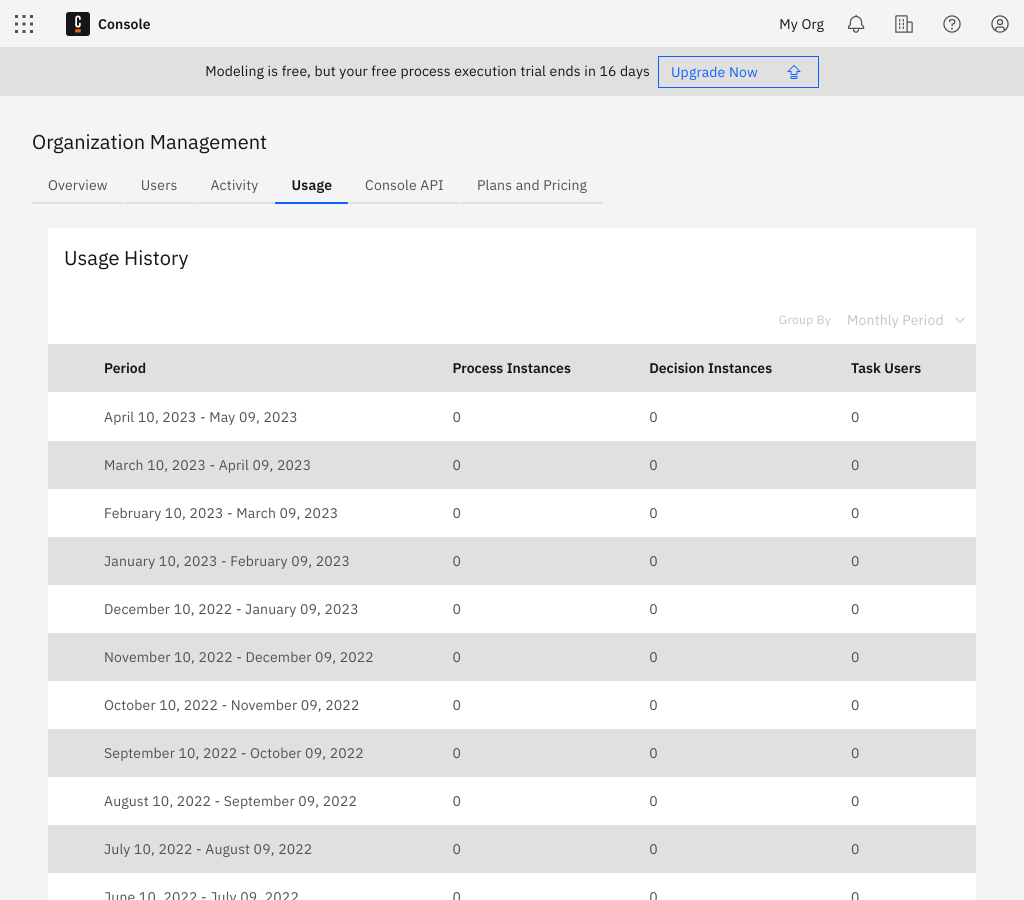 C Console My Org
Modeling is free, but your free process execution trial ends in 16 days Upgrade Now
Organization Management
Overview Users Activity Usage Console API Plans and Pricing
Usage History
Group By Monthly Period
Period Process Instances Decision Instances Task Users
April 10, 2023 - May 09, 2023 0 0 0
March 10, 2023 - April 09, 2023 0 0 0
February 10, 2023 - March 09, 2023 0 0 0
January 10, 2023 - February 09, 2023 0 0 0
December 10, 2022 - January 09, 2023 0 0 0
November 10, 2022 - December 09, 2022 0 0 0
October 10, 2022 - November 09, 2022 0 0 0
September 10, 2022 - October 09, 2022 0 0 0
August 10, 2022 - September 09, 2022 0 0 0
July 10, 2022 - August 09, 2022 0 0 0
June 10, 2022 - July 09, 2022 0 0 0